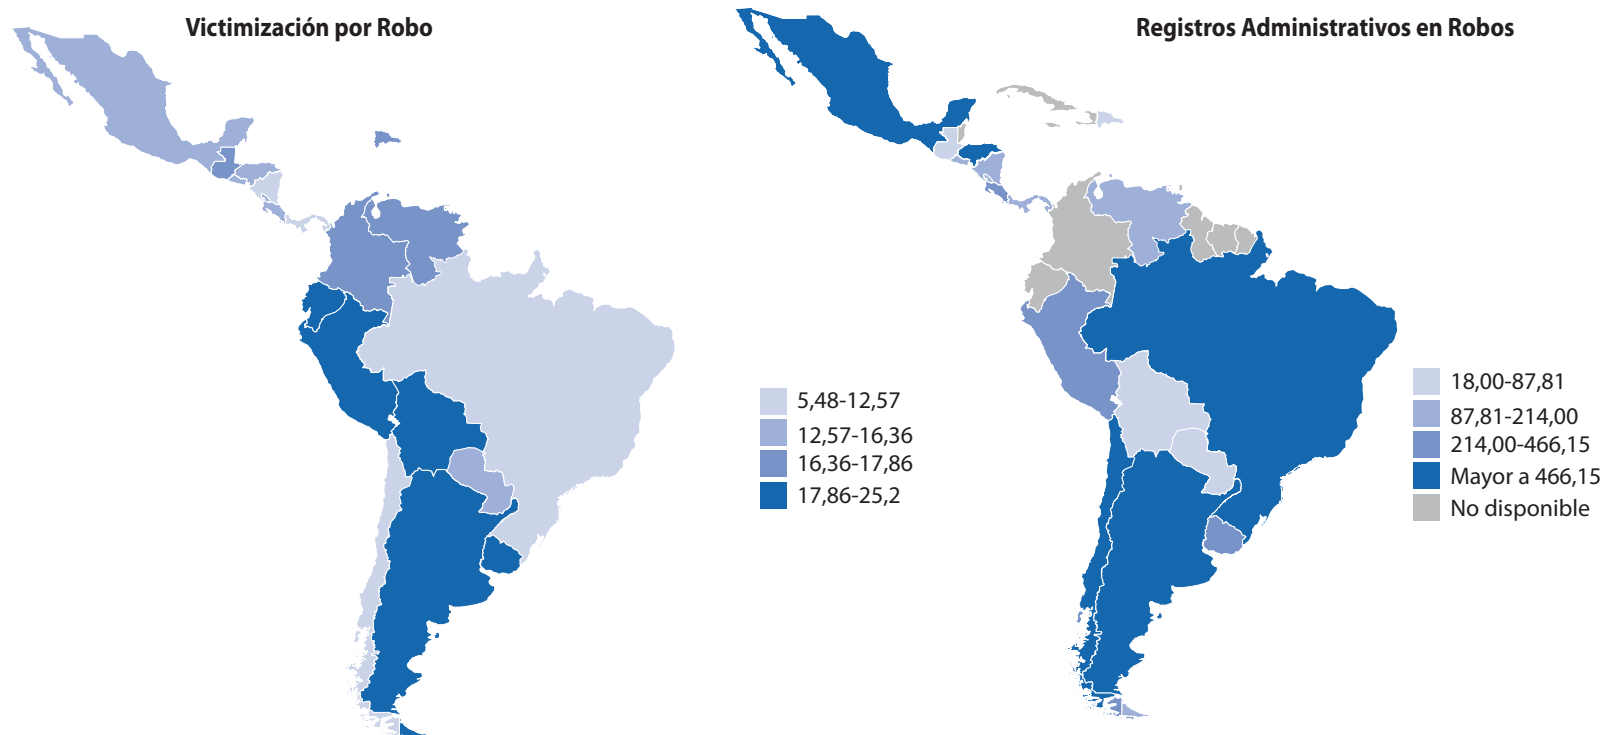 Victimización por Robo
Registros Administrativos en Robos
5,48-12,57
12,57-16,36
16,36-17,86
17,86-25,2
18,00-87,81
87,81-214,00
214,00-466,15
Mayor a 466,15
No disponible